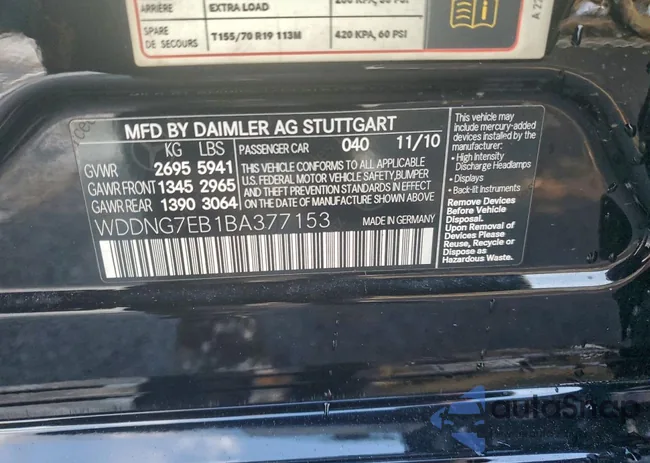 ARRIÈRE EXTRA LOAD
SPARE T155/70 R19 113M 420 KPA, 60 PSI
DE SECOURS
MFD BY DAIMLER AG STUTTGART
KG LBS PASSENGER CAR 040 11/10
GVWR 2695 5941
GAWR FRONT 1345 2965
GAWR REAR 1390 3064
THIS VEHICLE CONFORMS TO ALL APPLICABLE
U.S. FEDERAL MOTOR VEHICLE SAFETY, BUMPER
AND THEFT PREVENTION STANDARDS IN EFFECT
ON THE DATE OF MANUFACTURE SHOWN ABOVE
WDDNG7EB1BA377153 MADE IN GERMANY
This vehicle may
include mercury-added
devices installed by the
manufacturer:
• High Intensity
Discharge Headlamps
• Displays
• Back-lit Instruments
Remove Devices
Before Vehicle
Disposal.
Upon Removal of
Devices Please
Reuse, Recycle or
Dispose as
Hazardous Waste.
AutoShop